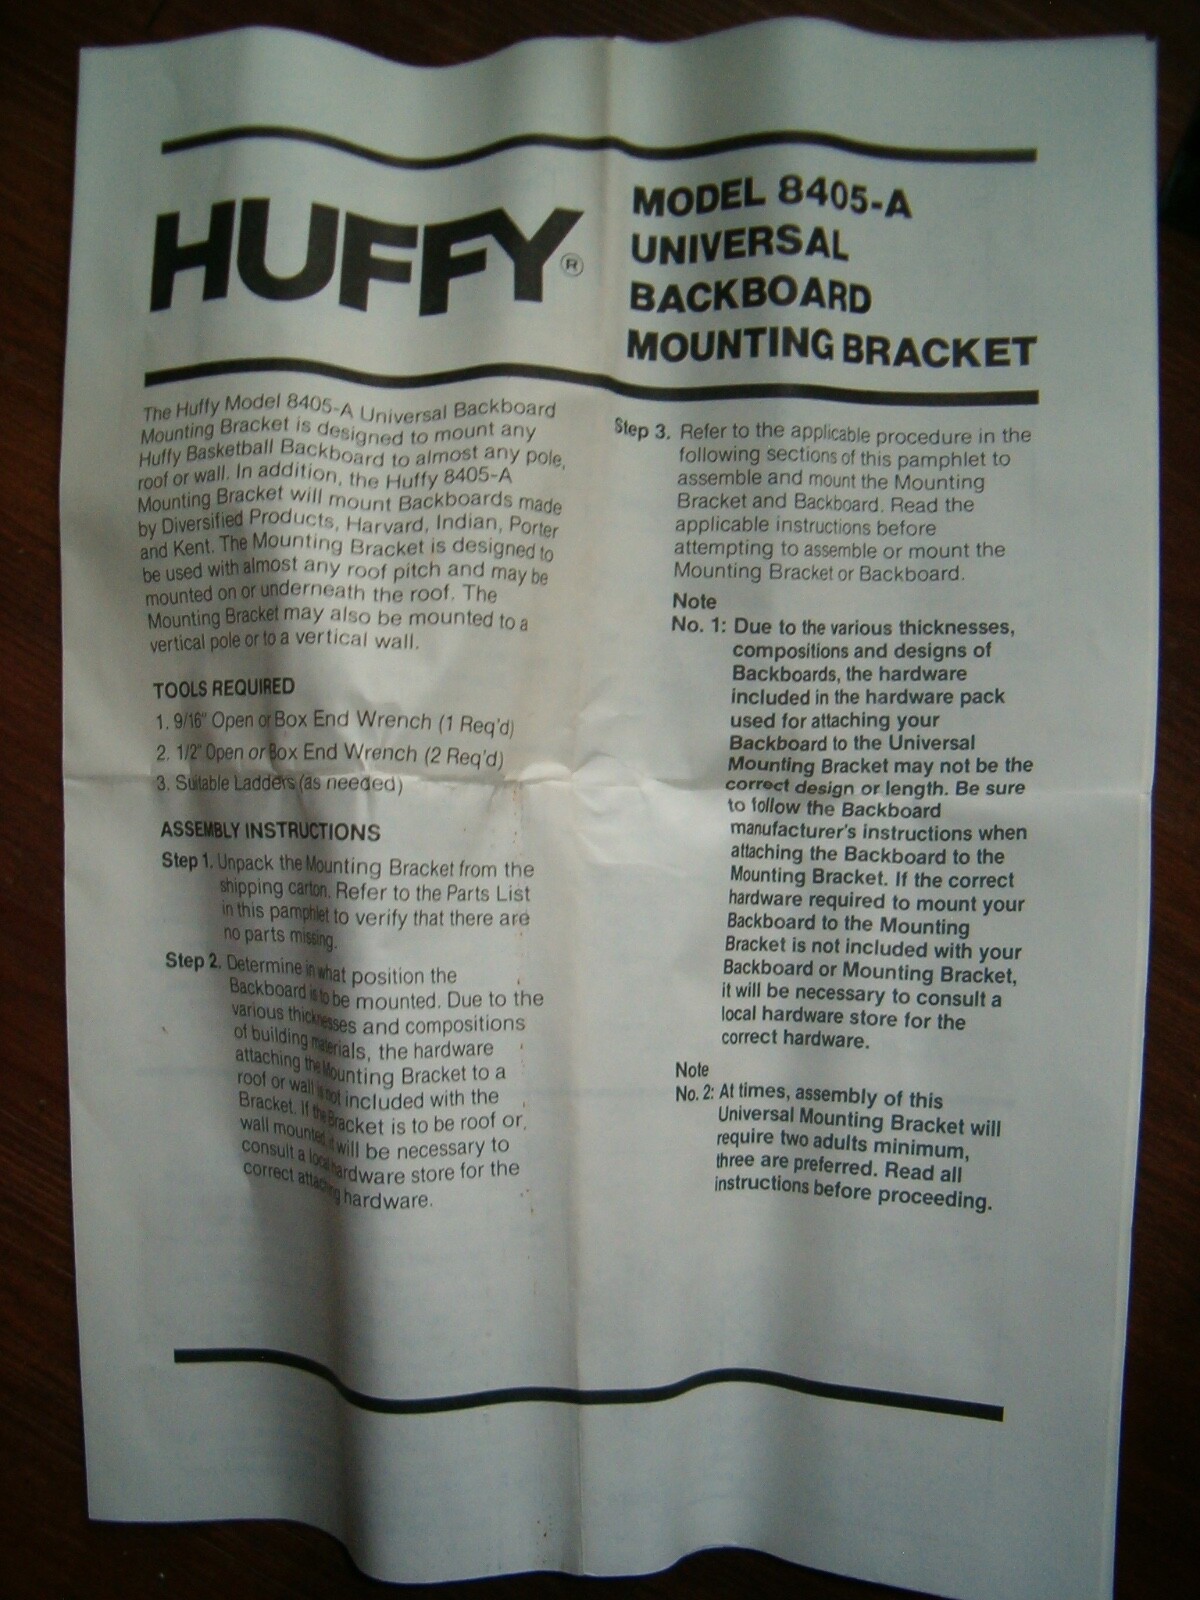 HUFFY®
MODEL 8405-A
UNIVERSAL
BACKBOARD
MOUNTING BRACKET
The Huffy Model 8405-A Universal Backboard
Mounting Bracket is designed to mount any
Huffy Basketball Backboard to almost any pole,
roof or wall. In addition, the Huffy 8405-A
Mounting Bracket will mount Backboards made
by Diversified Products, Harvard, Indian, Porter
and Kent. The Mounting Bracket is designed to
be used with almost any roof pitch and may be
mounted on or underneath the roof. The
Mounting Bracket may also be mounted to a
vertical pole or to a vertical wall.
TOOLS REQUIRED
1. 9/16" Open or Box End Wrench (1 Req'd)
2. 1/2" Open or Box End Wrench (2 Req'd)
3. Suitable Ladders (as needed)
ASSEMBLY INSTRUCTIONS
Step 1. Unpack the Mounting Bracket from the
shipping carton. Refer to the Parts List
in this pamphlet to verify that there are
no parts missing.
Step 2. Determine in what position the
Backboard is to be mounted. Due to the
various thicknesses and compositions
of building materials, the hardware
attaching the Mounting Bracket to a
roof or wall is not included with the
Bracket. If the Bracket is to be roof or
wall mounted it will be necessary to
consult a local hardware store for the
correct attaching hardware.
Step 3. Refer to the applicable procedure in the
following sections of this pamphlet to
assemble and mount the Mounting
Bracket and Backboard. Read the
applicable instructions before
attempting to assemble or mount the
Mounting Bracket or Backboard.
Note
No. 1: Due to the various thicknesses,
compositions and designs of
Backboards, the hardware
included in the hardware pack
used for attaching your
Backboard to the Universal
Mounting Bracket may not be the
correct design or length. Be sure
to follow the Backboard
manufacturer's instructions when
attaching the Backboard to the
Mounting Bracket. If the correct
hardware required to mount your
Backboard to the Mounting
Bracket is not included with your
Backboard or Mounting Bracket,
it will be necessary to consult a
local hardware store for the
correct hardware.
Note
No. 2: At times, assembly of this
Universal Mounting Bracket will
require two adults minimum,
three are preferred. Read all
instructions before proceeding.